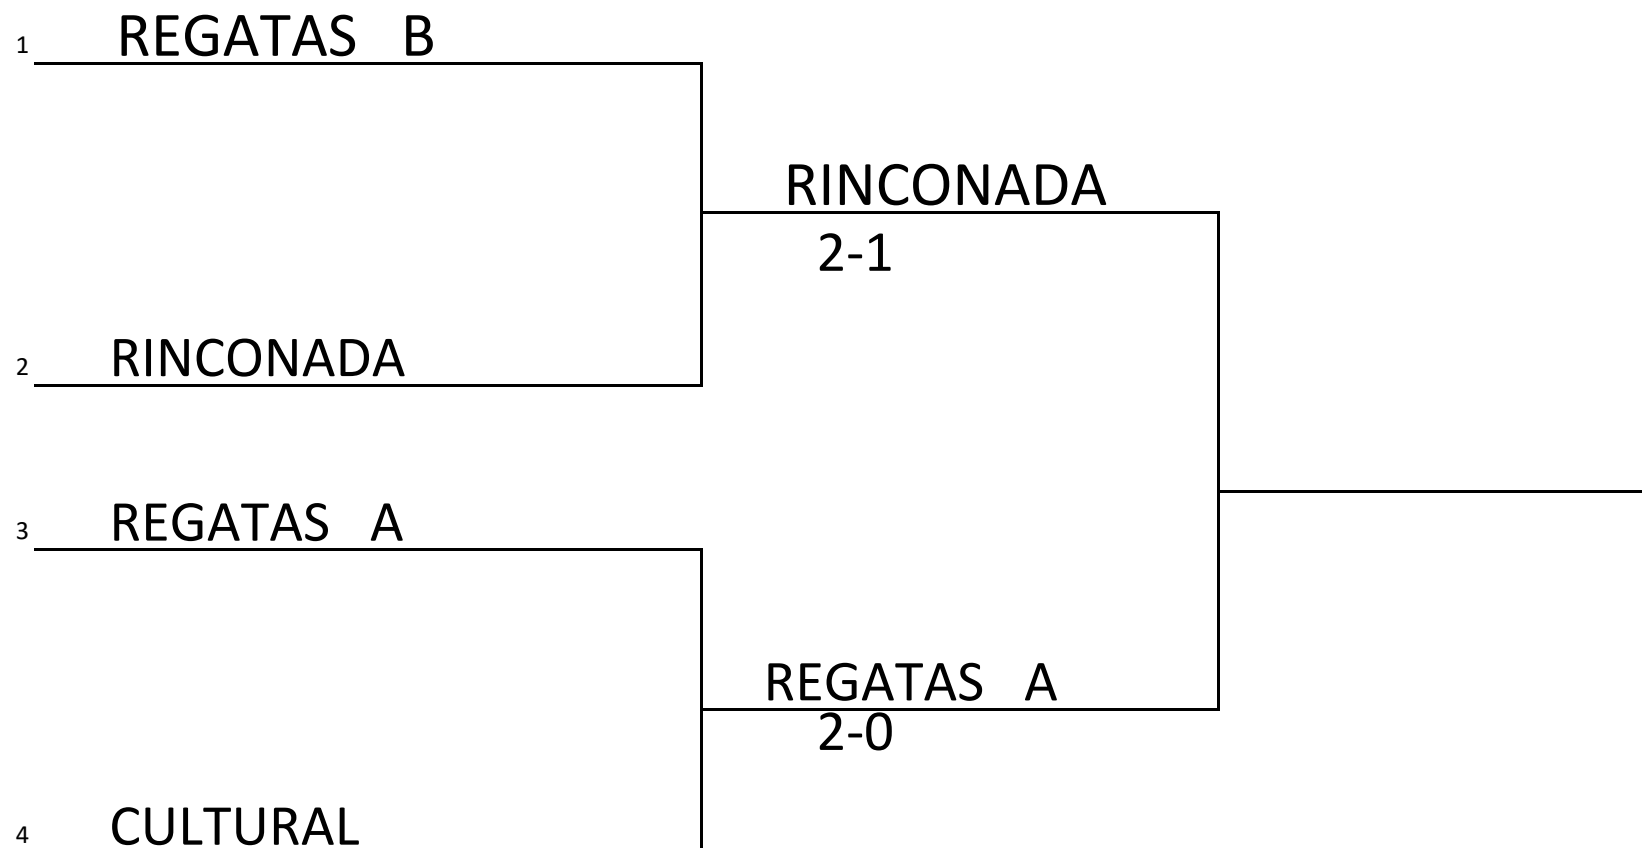 1 REGATAS B
RINCONADA
2-1
2 RINCONADA
3 REGATAS A
REGATAS A
2-0
4 CULTURAL